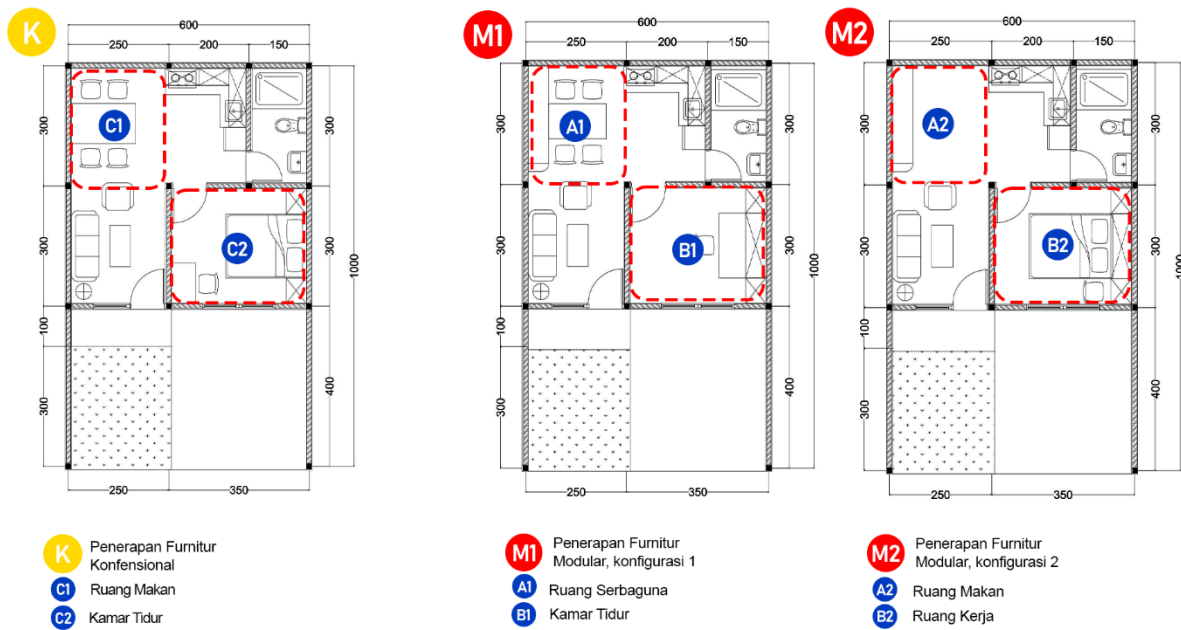 K
600
250
200
150
300
300
C1
300
C2
300
1000
100
300
400
250
350
M1
600
250
200
150
300
300
A1
300
B1
300
1000
100
300
400
250
350
M2
600
250
200
150
300
300
A2
300
B2
300
1000
100
300
400
250
350
K
Penerapan Furnitur
Konfensional
C1 Ruang Makan
C2 Kamar Tidur
M1
Penerapan Furnitur
Modular, konfigurasi 1
A1 Ruang Serbaguna
B1 Kamar Tidur
M2
Penerapan Furnitur
Modular, konfigurasi 2
A2 Ruang Makan
B2 Ruang Kerja